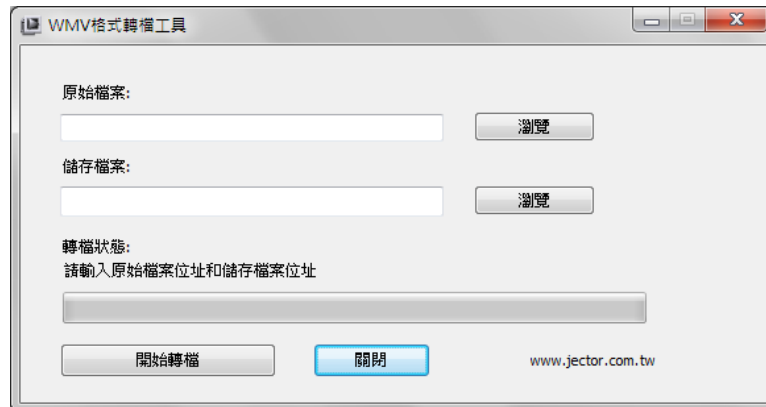 WMV格式轉檔工具
原始檔案:
瀏覽
儲存檔案:
瀏覽
轉檔狀態:
請輸入原始檔案位址和儲存檔案位址
開始轉檔
關閉
www.jector.com.tw